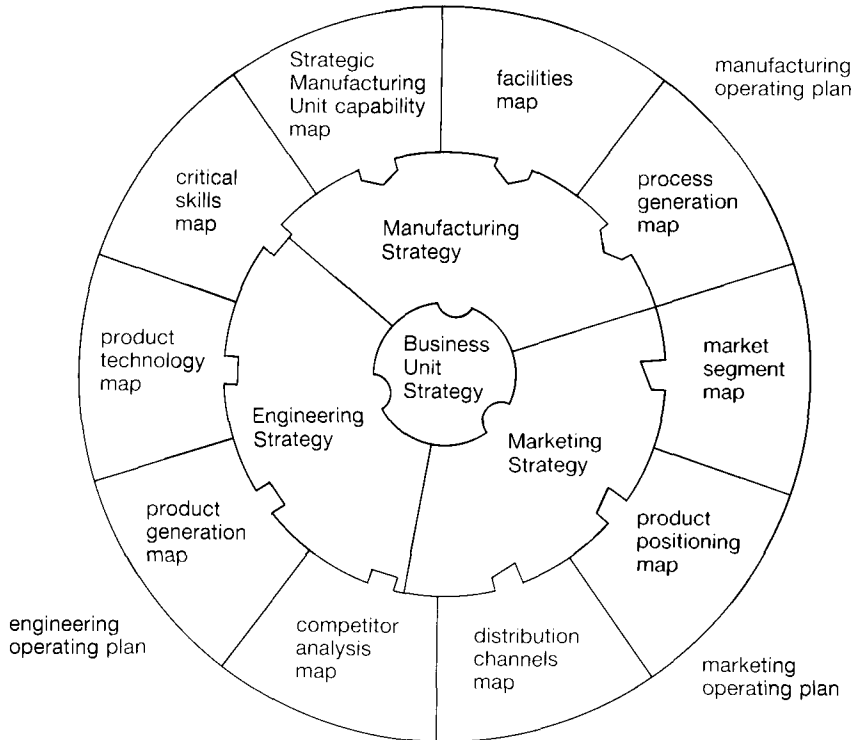 Strategic
Manufacturing
Unit capability
map
facilities
map
manufacturing
operating plan
critical
skills
map
process
generation
map
Manufacturing
Strategy
product
technology
map
Business
Unit
Strategy
market
segment
map
Engineering
Strategy
Marketing
Strategy
product
generation
map
product
positioning
map
engineering
operating plan
competitor
analysis
map
distribution
channels
map
marketing
operating plan